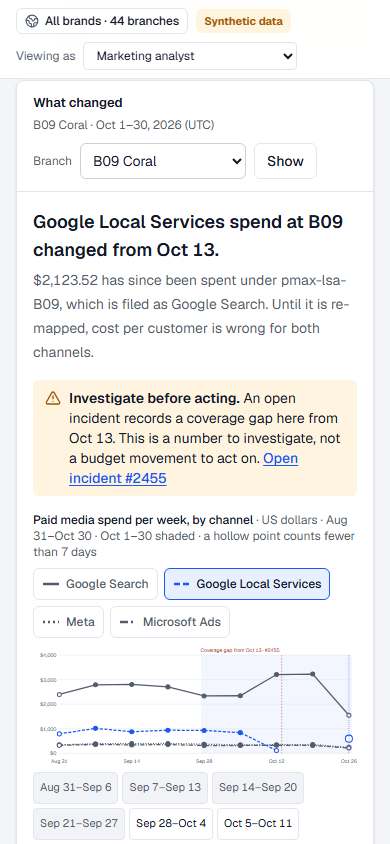 All brands · 44 branches
Synthetic data
Viewing as
Marketing analyst
What changed
B09 Coral · Oct 1–30, 2026 (UTC)
Branch
B09 Coral
Show
Google Local Services spend at B09
changed from Oct 13.
$2,123.52 has since been spent under pmax-lsa-
B09, which is filed as Google Search. Until it is re-
mapped, cost per customer is wrong for both
channels.
Investigate before acting. An open
incident records a coverage gap here from
Oct 13. This is a number to investigate, not
a budget movement to act on. Open
incident #2455
Paid media spend per week, by channel · US dollars · Aug
31–Oct 30 · Oct 1–30 shaded · a hollow point counts fewer
than 7 days
Google Search
Google Local Services
Meta
Microsoft Ads
Coverage gap from Oct 13 · #2455
$4,000
$3,000
$2,000
$1,000
$0
Aug 31
Sep 14
Sep 28
Oct 12
Oct 26
Aug 31–Sep 6
Sep 7–Sep 13
Sep 14–Sep 20
Sep 21–Sep 27
Sep 28–Oct 4
Oct 5–Oct 11